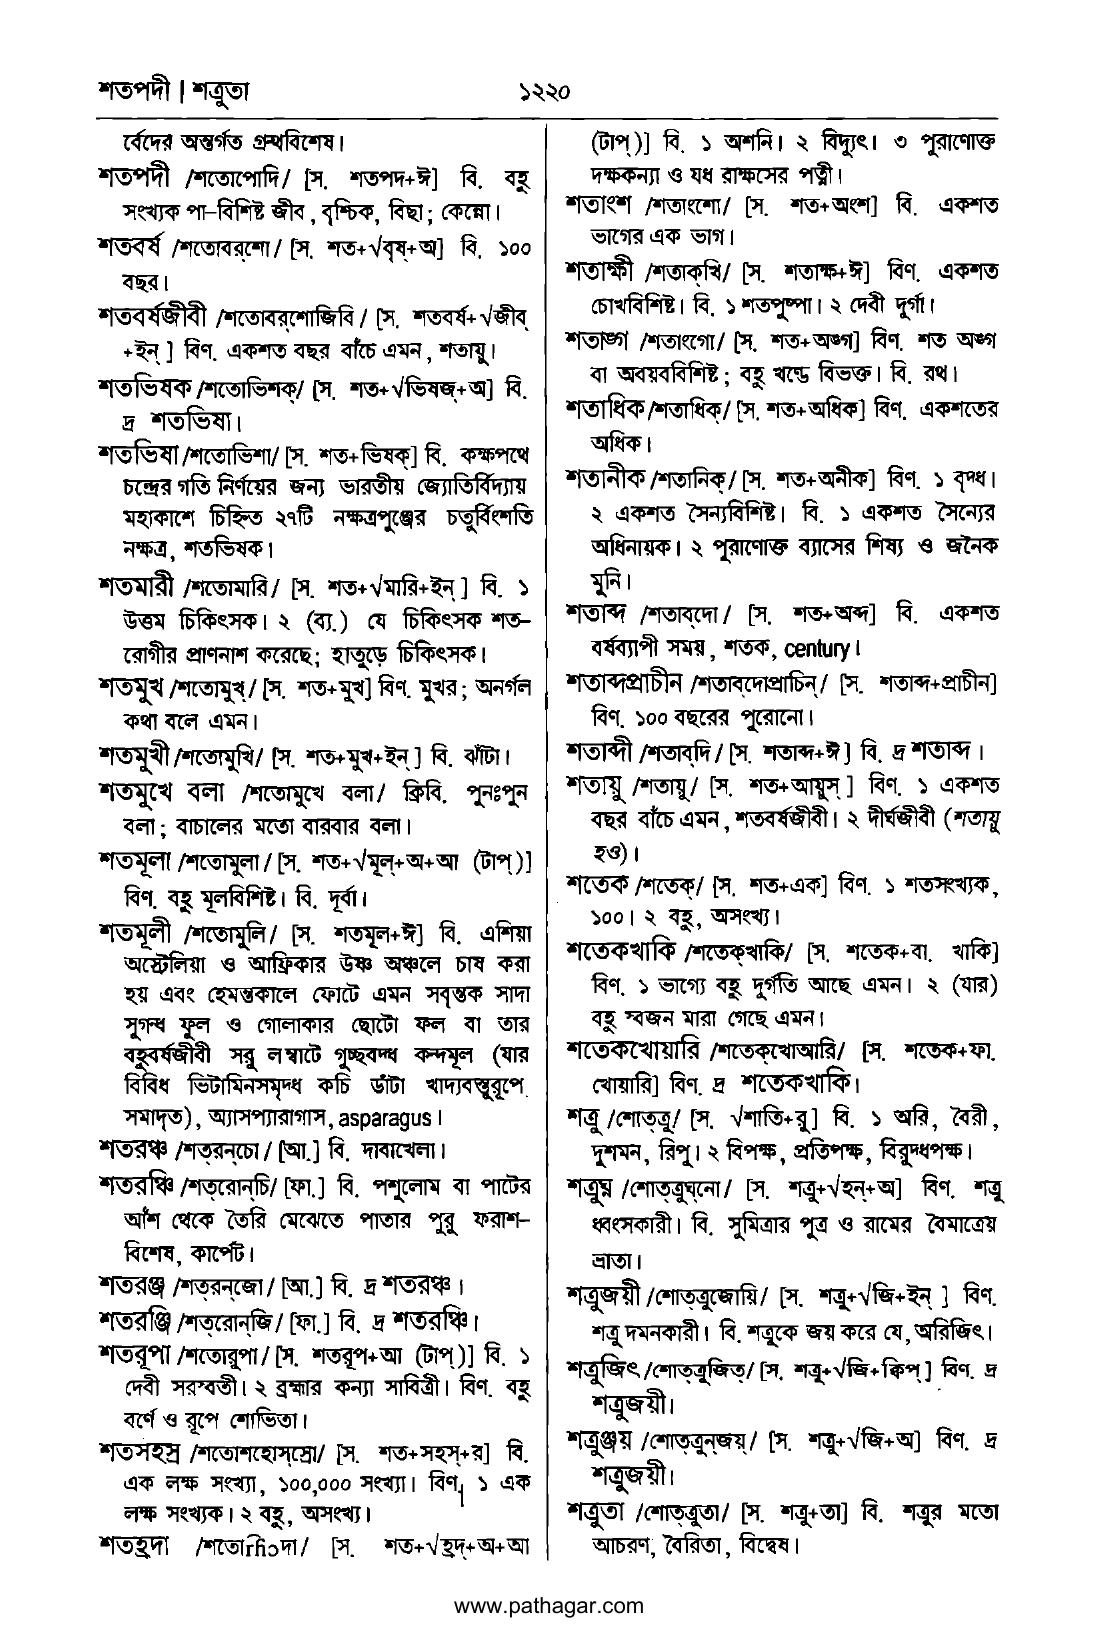 শতপদী | শত্রুতা
১২২০
র্বেদের অন্তর্গত গ্রন্থবিশেষ।
শতপদী /শতোপোদি/ [স. শতপদ+ঈ] বি. বহু
সংখ্যক পা-বিশিষ্ট জীব, বৃশ্চিক, বিছা; কেন্নো।
শতবর্ষ /শতোবর্‌শো/ [স. শত+√বৃষ্+অ] বি. ১০০
বছর।
শতবর্ষজীবী /শতোবর্‌শোজিবি/ [স. শতবর্ষ+√জীব্
+ইন্ ] বিণ. একশত বছর বাঁচে এমন, শতায়ু।
শতভিষক /শতোভিশক্/ [স. শত+√ভিষজ্+অ] বি.
দ্র শতভিষা।
শতভিষা /শতোভিশা/ [স. শত+ভিষক্] বি. কক্ষপথে
চন্দ্রের গতি নির্ণয়ের জন্য ভারতীয় জ্যোতির্বিদ্যায়
মহাকাশে চিহ্নিত ২৭টি নক্ষত্রপুঞ্জের চতুর্বিংশতি
নক্ষত্র, শতভিষক।
শতমারী /শতোমারি/ [স. শত+√মারি+ইন্ ] বি. ১
উত্তম চিকিৎসক। ২ (ব্য.) যে চিকিৎসক শত-
রোগীর প্রাণনাশ করেছে; হাতুড়ে চিকিৎসক।
শতমুখ /শতোমুখ্/ [স. শত+মুখ] বিণ. মুখর; অনর্গল
কথা বলে এমন।
শতমুখী /শতোমুখি/ [স. শত+মুখ+ইন্ ] বি. ঝাঁটা।
শতমুখে বলা /শতোমুখে বলা/ ক্রিবি. পুনঃপুন
বলা; বাচালের মতো বারবার বলা।
শতমূলা /শতোমুলা/ [স. শত+√মূল্+অ+আ (টাপ্)]
বিণ. বহু মূলবিশিষ্ট। বি. দূর্বা।
শতমূলী /শতোমুলি/ [স. শতমূল+ঈ] বি. এশিয়া
অস্ট্রেলিয়া ও আফ্রিকার উষ্ণ অঞ্চলে চাষ করা
হয় এবং হেমন্তকালে ফোটে এমন সবৃন্তক সাদা
সুগন্ধ ফুল ও গোলাকার ছোটো ফল বা তার
বহুবর্ষজীবী সরু লম্বাটে গুচ্ছবদ্ধ কন্দমূল (যার
বিবিধ ভিটামিনসমৃদ্ধ কচি ডাঁটা খাদ্যবস্তুরূপে
সমাদৃত), অ্যাসপ্যারাগাস, asparagus।
শতরঞ্চ /শত্‌রন্‌চো/ [আ.] বি. দাবাখেলা।
শতরঞ্চি /শত্‌রোন্‌চি/ [ফা.] বি. পশুলোম বা পাটের
আঁশ থেকে তৈরি মেঝেতে পাতার পুরু ফরাশ-
বিশেষ, কার্পেট।
শতরঞ্জ /শত্‌রন্‌জো/ [আ.] বি. দ্র শতরঞ্চ।
শতরঞ্জি /শত্‌রোন্‌জি/ [ফা.] বি. দ্র শতরঞ্চি।
শতরূপা /শতোরুপা/ [স. শতরূপ+আ (টাপ্)] বি. ১
দেবী সরস্বতী। ২ ব্রহ্মার কন্যা সাবিত্রী। বিণ. বহু
বর্ণে ও রূপে শোভিতা।
শতসহস্র /শতোশহোস্‌স্রো/ [স. শত+সহস্+র] বি.
এক লক্ষ সংখ্যা, ১০০,০০০ সংখ্যা। বিণ. ১ এক
লক্ষ সংখ্যক। ২ বহু, অসংখ্য।
শতহ্রদা /শতোrɦoদা/ [স. শত+√হ্রদ্+অ+আ
(টাপ্)] বি. ১ অশনি। ২ বিদ্যুৎ। ৩ পুরাণোক্ত
দক্ষকন্যা ও যধ রাক্ষসের পত্নী।
শতাংশ /শতাংশো/ [স. শত+অংশ] বি. একশত
ভাগের এক ভাগ।
শতাক্ষী /শতাক্‌খি/ [স. শতাক্ষ+ঈ] বিণ. একশত
চোখবিশিষ্ট। বি. ১ শতপুষ্পা। ২ দেবী দুর্গা।
শতাঙ্গ /শতাংগো/ [স. শত+অঙ্গ] বিণ. শত অঙ্গ
বা অবয়ববিশিষ্ট; বহু খণ্ডে বিভক্ত। বি. রথ।
শতাধিক /শতাধিক্/ [স. শত+অধিক] বিণ. একশতের
অধিক।
শতানীক /শতানিক্/ [স. শত+অনীক] বিণ. ১ বৃদ্ধ।
২ একশত সৈন্যবিশিষ্ট। বি. ১ একশত সৈন্যের
অধিনায়ক। ২ পুরাণোক্ত ব্যাসের শিষ্য ও জনৈক
মুনি।
শতাব্দ /শতাব্‌দো/ [স. শত+অব্দ] বি. একশত
বর্ষব্যাপী সময়, শতক, century।
শতাব্দপ্রাচীন /শতাব্‌দোপ্রাচিন্/ [স. শতাব্দ+প্রাচীন]
বিণ. ১০০ বছরের পুরোনো।
শতাব্দী /শতাব্‌দি/ [স. শতাব্দ+ঈ] বি. দ্র শতাব্দ।
শতায়ু /শতায়ু/ [স. শত+আয়ুস্ ] বিণ. ১ একশত
বছর বাঁচে এমন, শতবর্ষজীবী। ২ দীর্ঘজীবী (শতায়ু
হও)।
শতেক /শতেক্/ [স. শত+এক] বিণ. ১ শতসংখ্যক,
১০০। ২ বহু, অসংখ্য।
শতেকখাকি /শতেক্‌খাকি/ [স. শতেক+বা. খাকি]
বিণ. ১ ভাগ্যে বহু দুর্গতি আছে এমন। ২ (যার)
বহু স্বজন মারা গেছে এমন।
শতেকখোয়ারি /শতেক্‌খোআরি/ [স. শতেক+ফা.
খোয়ারি] বিণ. দ্র শতেকখাকি।
শত্রু /শোত্‌ত্রু/ [স. √শাতি+রু] বি. ১ অরি, বৈরী,
দুশমন, রিপু। ২ বিপক্ষ, প্রতিপক্ষ, বিরুদ্ধপক্ষ।
শত্রুঘ্ন /শোত্‌ত্রুঘ্‌নো/ [স. শত্রু+√হন্+অ] বিণ. শত্রু
ধ্বংসকারী। বি. সুমিত্রার পুত্র ও রামের বৈমাত্রেয়
ভ্রাতা।
শত্রুজয়ী /শোত্‌ত্রুজোয়ি/ [স. শত্রু+√জি+ইন্ ] বিণ.
শত্রু দমনকারী। বি. শত্রুকে জয় করে যে, অরিজিৎ।
শত্রুজিৎ /শোত্‌ত্রুজিত্/ [স. শত্রু+√জি+ক্বিপ্] বিণ. দ্র
শত্রুজয়ী।
শত্রুঞ্জয় /শোত্‌ত্রুন্‌জয়্/ [স. শত্রু+√জি+অ] বিণ. দ্র
শত্রুজয়ী।
শত্রুতা /শোত্‌ত্রুতা/ [স. শত্রু+তা] বি. শত্রুর মতো
আচরণ, বৈরিতা, বিদ্বেষ।
www.pathagar.com